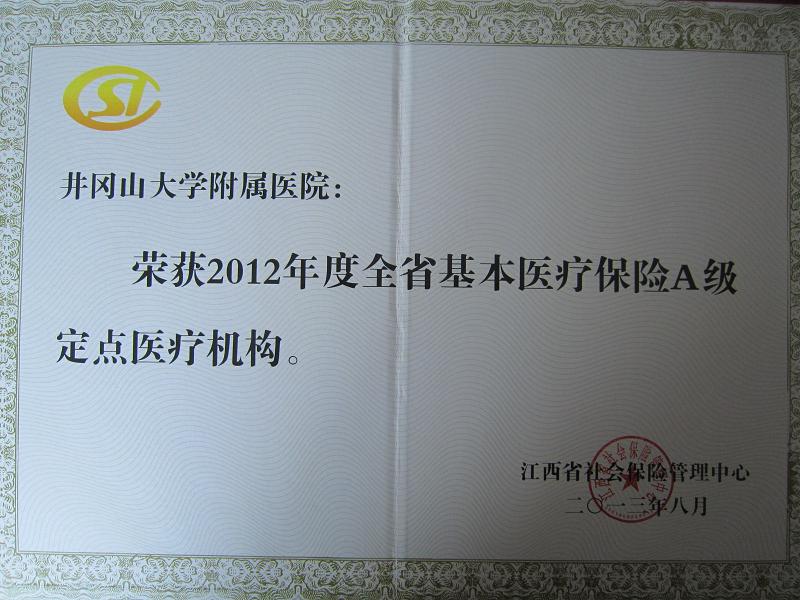 井冈山大学附属医院：
荣获2012年度全省基本医疗保险A级
定点医疗机构。
江西省社会保险管理中心
二〇一三年八月